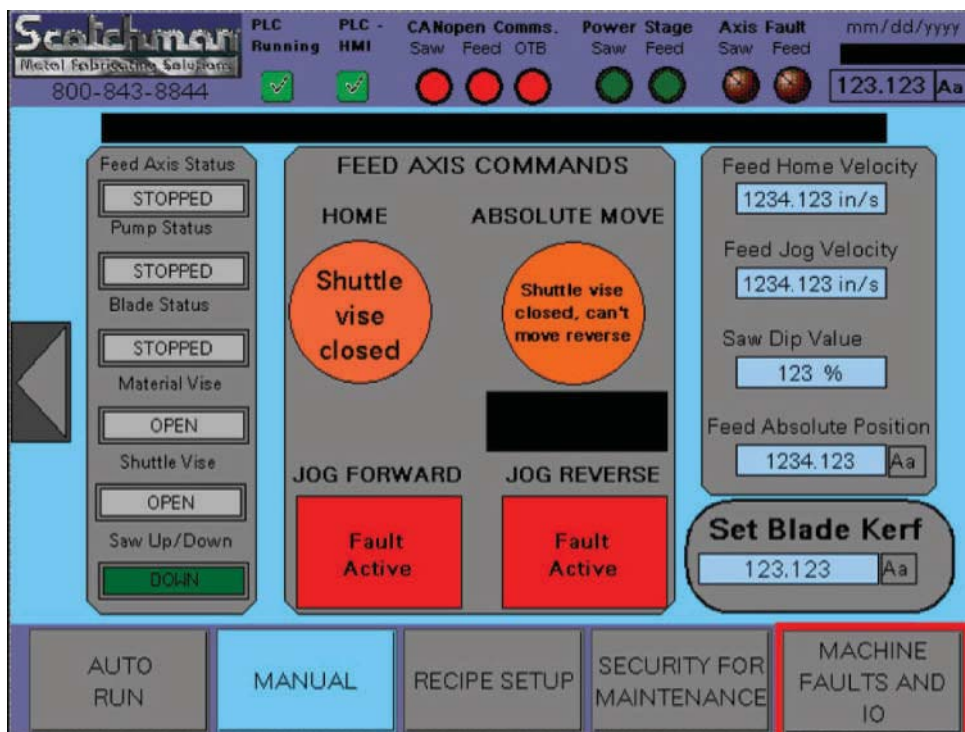 Scotchman
Metal Fabricating Solutions
800-843-8844
PLC
Running
PLC -
HMI
CANopen Comms.
Saw Feed OTB
Power Stage
Saw Feed
Axis Fault
Saw Feed
mm/dd/yyyy
123.123 Aa
Feed Axis Status
STOPPED
Pump Status
STOPPED
Blade Status
STOPPED
Material Vise
OPEN
Shuttle Vise
OPEN
Saw Up/Down
DOWN
FEED AXIS COMMANDS
HOME
Shuttle
vise
closed
ABSOLUTE MOVE
Shuttle vise
closed, can't
move reverse
JOG FORWARD
Fault
Active
JOG REVERSE
Fault
Active
Feed Home Velocity
1234.123 in/s
Feed Jog Velocity
1234.123 in/s
Saw Dip Value
123 %
Feed Absolute Position
1234.123 Aa
Set Blade Kerf
123.123 Aa
AUTO
RUN
MANUAL
RECIPE SETUP
SECURITY FOR
MAINTENANCE
MACHINE
FAULTS AND
IO